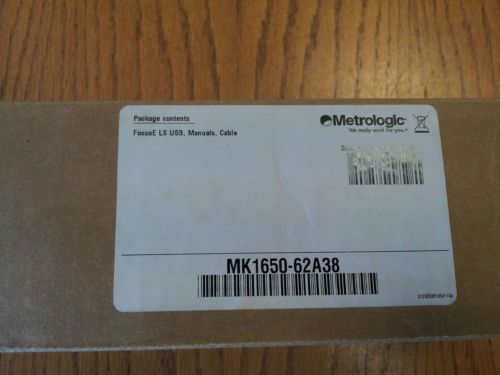 Package contents
Metrologic
We really work for you.
FocusE LS USB, Manuals, Cable
MK1650-62A38